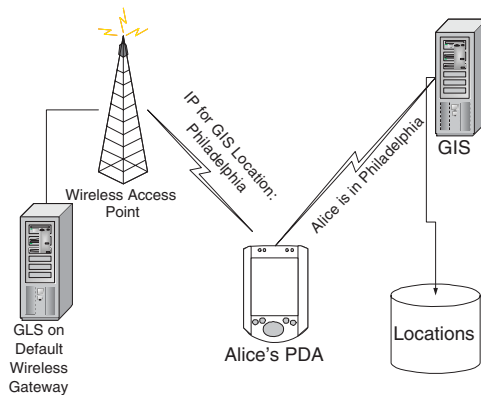 IP for GIS Location:
Philadelphia
Alice is in Philadelphia
GIS
Wireless Access
Point
GLS on
Default
Wireless
Gateway
Alice's PDA
Locations